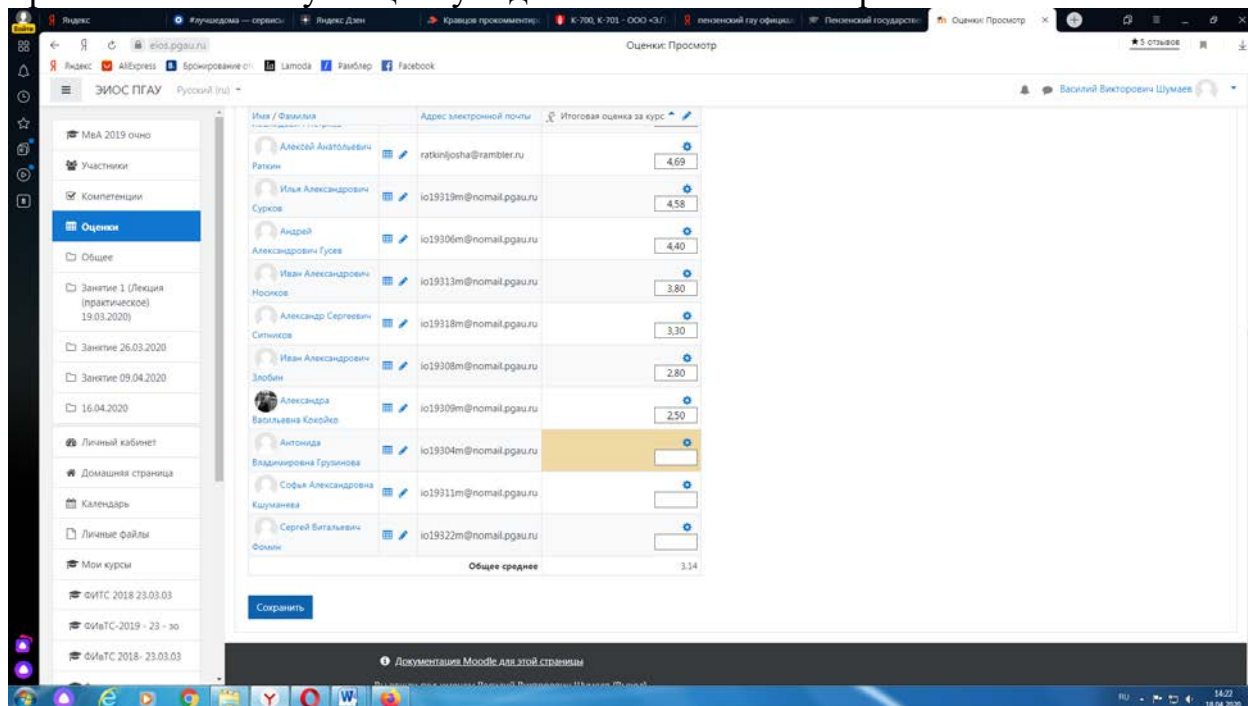 Войти
Яндекс
#лучшедома — сервисы
Яндекс Дзен
Кравцов прокомментир
К-700, К-701 - ООО «ЗЛ
пензенский гау официал
Пензенский государстве
Оценки: Просмотр
eios.pgau.ru
Оценки: Просмотр
★ 5 отзывов
Яндекс
AliExpress
Бронирование от
Lamoda
Рамблер
Facebook
ЭИОС ПГАУ
Русский (ru)
Василий Викторович Шумаев
МвА 2019 очно
Участники
Компетенции
Оценки
Общее
Занятие 1 (Лекция
(практическое)
19.03.2020)
Занятие 26.03.2020
Занятие 09.04.2020
16.04.2020
Личный кабинет
Домашняя страница
Календарь
Личные файлы
Мои курсы
ФИТС 2018 23.03.03
ФИвТС-2019 - 23 - зо
ФИвТС 2018- 23.03.03
Имя / Фамилия Адрес электронной почты Итоговая оценка за курс
Алексей Анатольевич
Раткин
ratkinljosha@rambler.ru
4,69
Илья Александрович
Сурков
io19319m@nomail.pgau.ru
4,58
Андрей
Александрович Гусев
io19306m@nomail.pgau.ru
4,40
Иван Александрович
Носиков
io19313m@nomail.pgau.ru
3,80
Александр Сергеевич
Ситников
io19318m@nomail.pgau.ru
3,30
Иван Александрович
Злобин
io19308m@nomail.pgau.ru
2,80
Александра
Васильевна Кокойко
io19309m@nomail.pgau.ru
2,50
Антонида
Владимировна Грузинова
io19304m@nomail.pgau.ru
Софья Александровна
Кшуманева
io19311m@nomail.pgau.ru
Сергей Витальевич
Фомин
io19322m@nomail.pgau.ru
Общее среднее 3.14
Сохранить
Документация Moodle для этой страницы
RU
14:22
18.04.2020